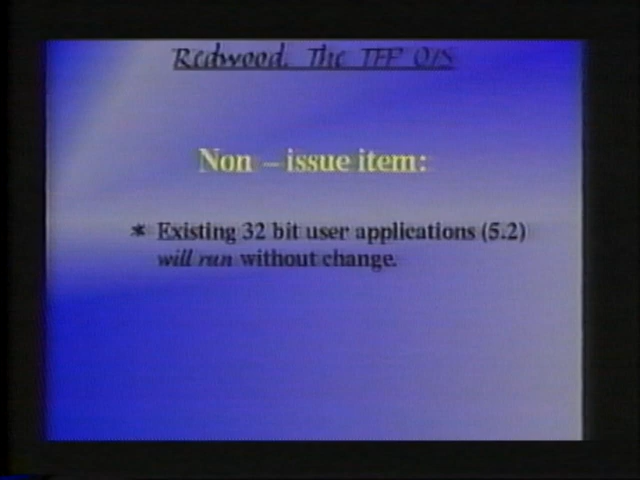 Redwood. The TFP O/S
Non – issue item:
* Existing 32 bit user applications (5.2)
will run without change.